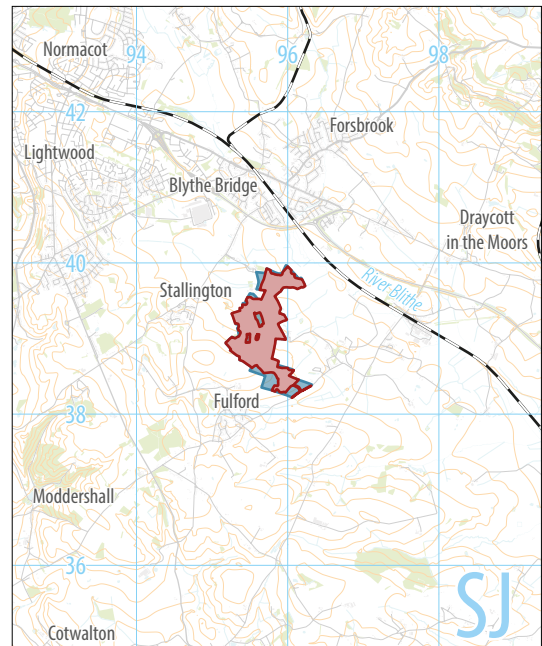 Normacot
94
96
98
42
Forsbrook
Lightwood
Blythe Bridge
Draycott
in the Moors
40
River Blithe
Stallington
Fulford
38
Moddershall
36
SJ
Cotwalton